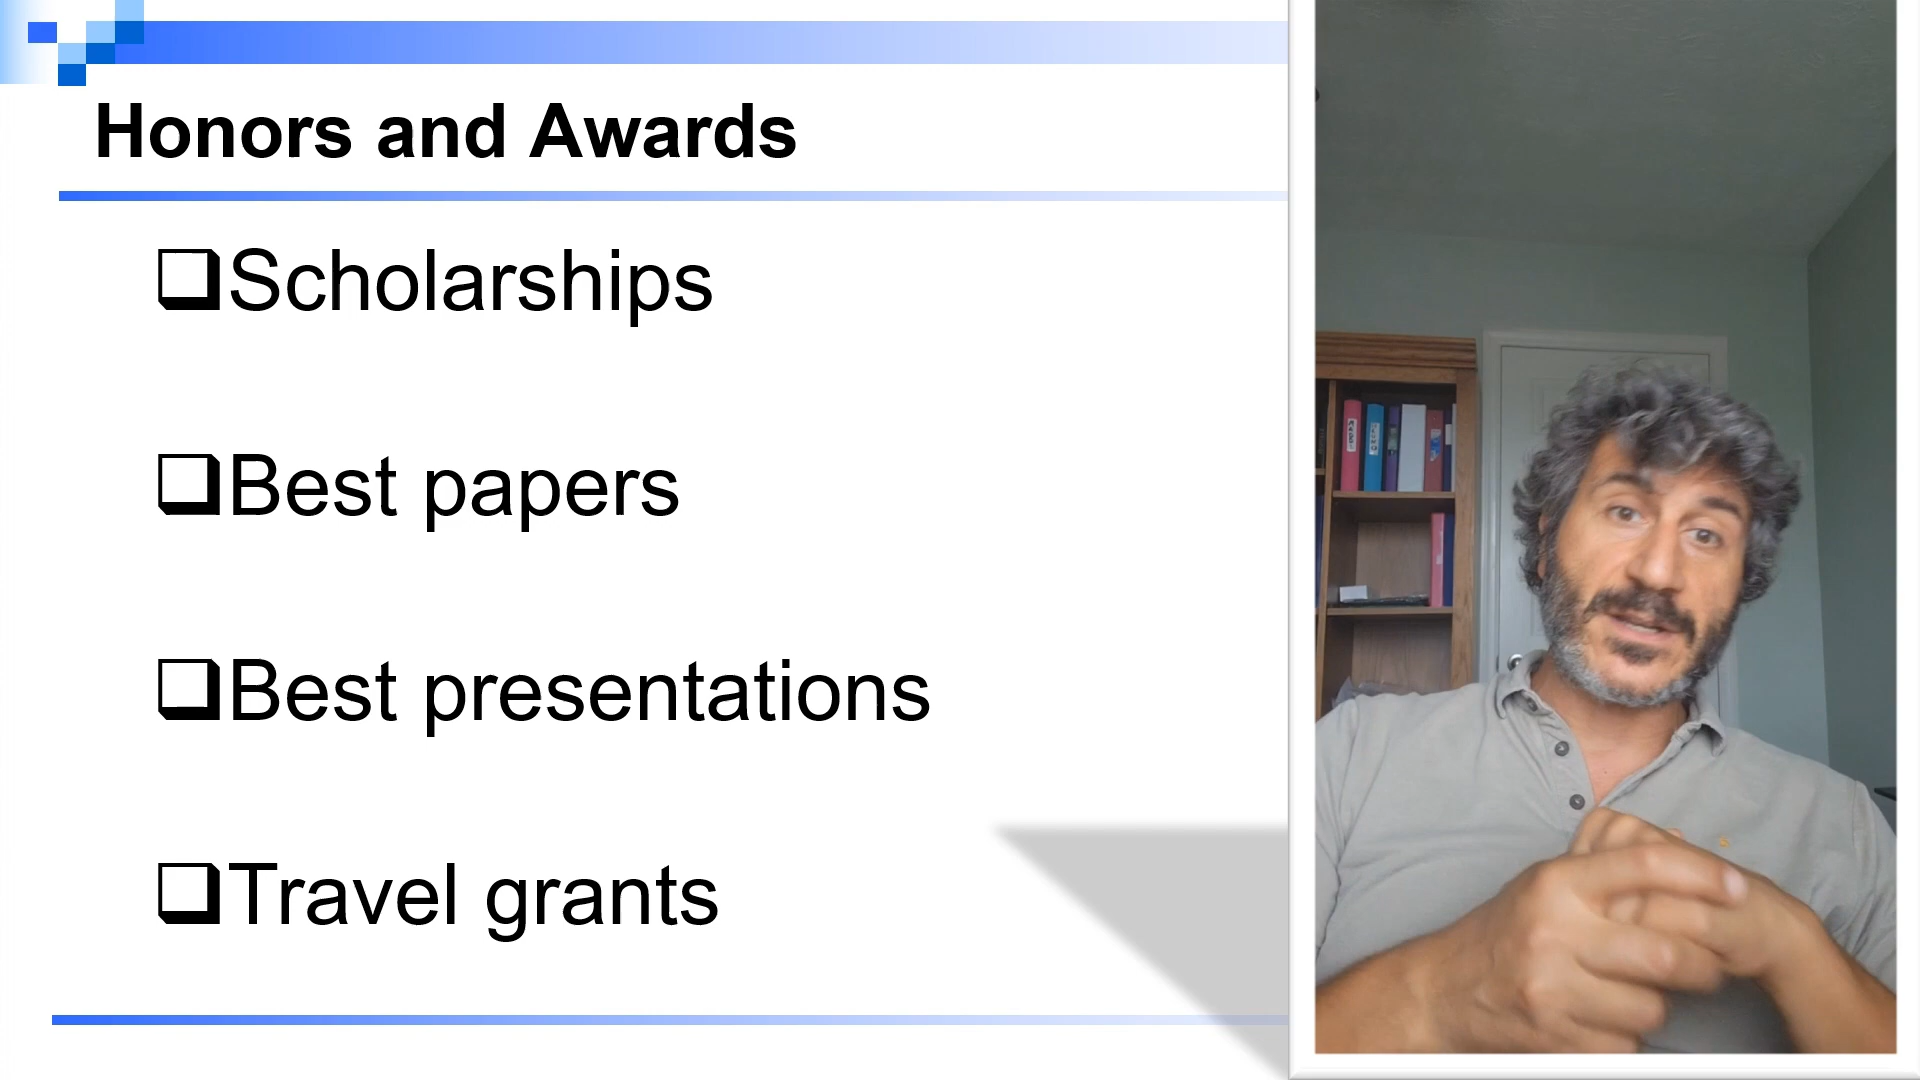 Honors and Awards
❑Scholarships
❑Best papers
❑Best presentations
❑Travel grants